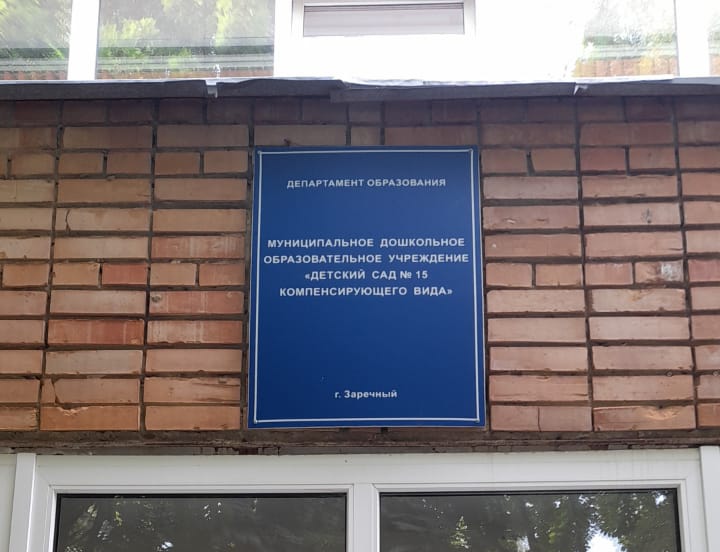 ДЕПАРТАМЕНТ ОБРАЗОВАНИЯ
МУНИЦИПАЛЬНОЕ ДОШКОЛЬНОЕ
ОБРАЗОВАТЕЛЬНОЕ УЧРЕЖДЕНИЕ
«ДЕТСКИЙ САД № 15
КОМПЕНСИРУЮЩЕГО ВИДА»
г. Заречный